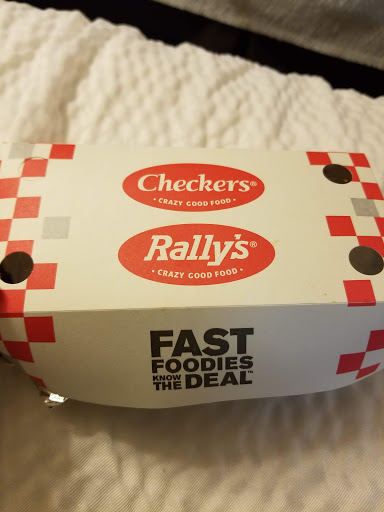 Checkers®
• CRAZY GOOD FOOD •
Rally's®
• CRAZY GOOD FOOD •
FAST
FOODIES
KNOW
THE DEAL™